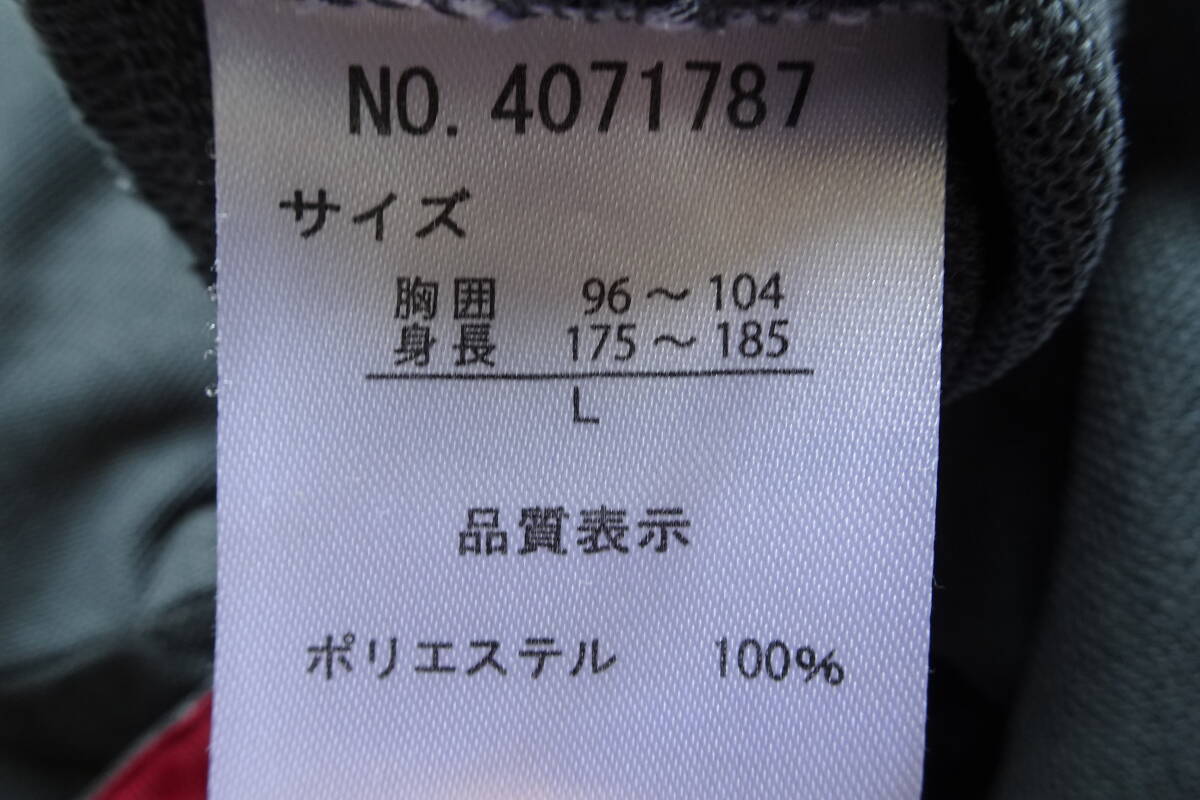 NO. 4071787
サイズ
胸囲 96～104
身長 175～185
L
品質表示
ポリエステル 100%